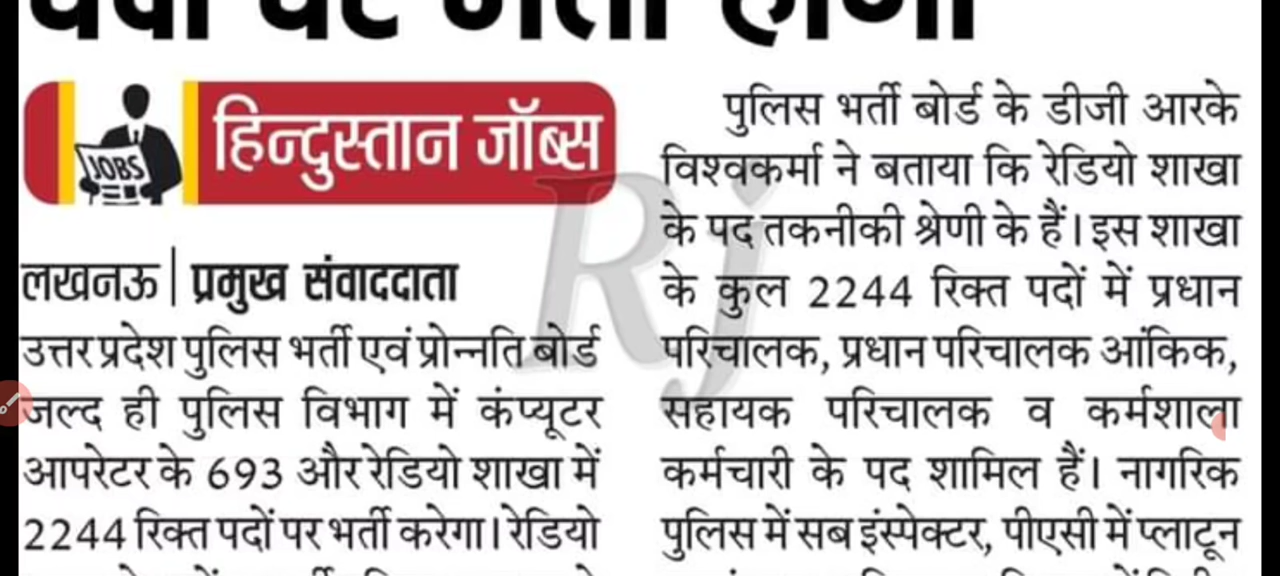 हिन्दुस्तान जॉब्स
JOBS
लखनऊ | प्रमुख संवाददाता
उत्तर प्रदेश पुलिस भर्ती एवं प्रोन्नति बोर्ड
जल्द ही पुलिस विभाग में कंप्यूटर
आपरेटर के 693 और रेडियो शाखा में
2244 रिक्त पदों पर भर्ती करेगा। रेडियो
पुलिस भर्ती बोर्ड के डीजी आरके
विश्वकर्मा ने बताया कि रेडियो शाखा
के पद तकनीकी श्रेणी के हैं। इस शाखा
के कुल 2244 रिक्त पदों में प्रधान
परिचालक, प्रधान परिचालक आंकिक,
सहायक परिचालक व कर्मशाला
कर्मचारी के पद शामिल हैं। नागरिक
पुलिस में सब इंस्पेक्टर, पीएसी में प्लाटून
Rj